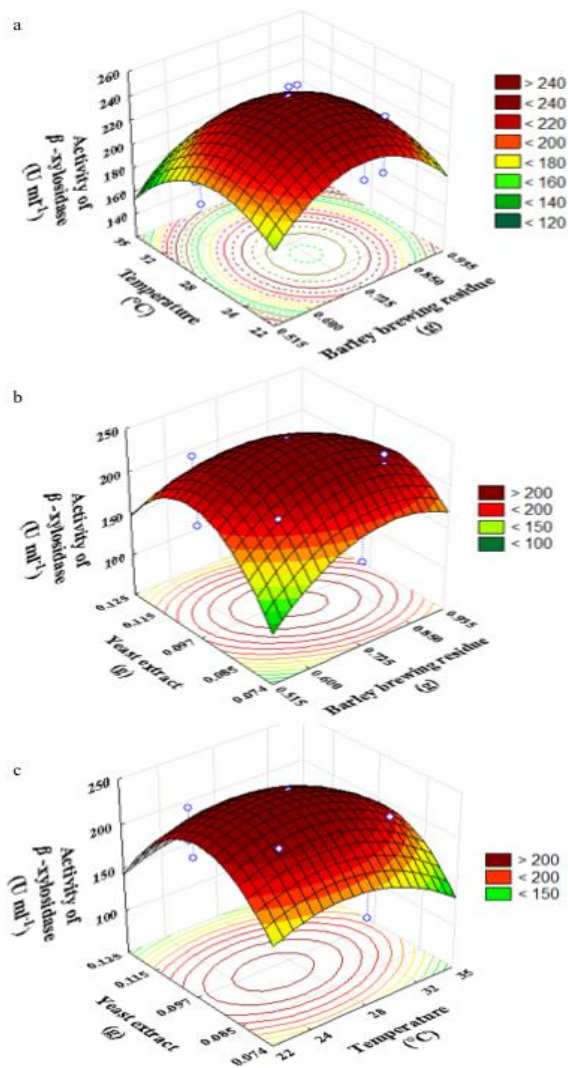 a
260
240
220
200
180
160
140
Activity of
β-xylosidase
(U ml⁻¹)
35
32
28
24
22
Temperature
(°C)
0.515
0.600
0.725
0.850
0.935
Barley brewing residue
(g)
> 240
< 240
< 220
< 200
< 180
< 160
< 140
< 120
b
250
200
150
100
Activity of
β-xylosidase
(U ml⁻¹)
0.125
0.115
0.097
0.085
0.074
Yeast extract
(g)
0.515
0.600
0.725
0.850
0.935
Barley brewing residue
(g)
> 200
< 200
< 150
< 100
c
250
200
150
100
Activity of
β-xylosidase
(U ml⁻¹)
0.125
0.115
0.097
0.085
0.074
Yeast extract
(g)
22
24
28
32
35
Temperature
(°C)
> 200
< 200
< 150